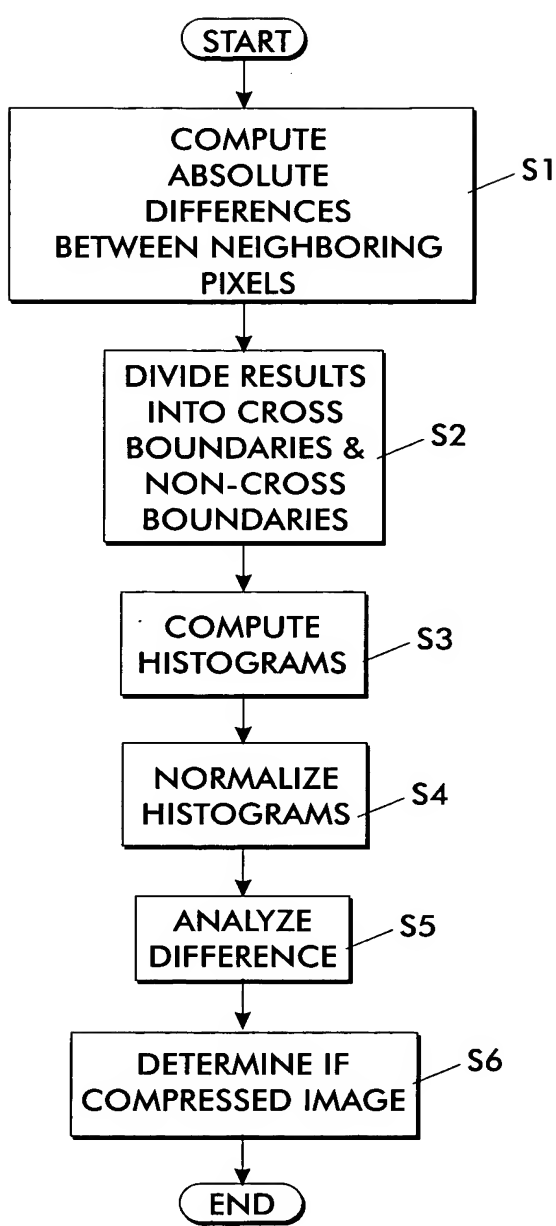 START
COMPUTE
ABSOLUTE
DIFFERENCES
BETWEEN NEIGHBORING
PIXELS
S1
DIVIDE RESULTS
INTO CROSS
BOUNDARIES &
NON-CROSS
BOUNDARIES
S2
COMPUTE
HISTOGRAMS
S3
NORMALIZE
HISTOGRAMS
S4
ANALYZE
DIFFERENCE
S5
DETERMINE IF
COMPRESSED IMAGE
S6
END